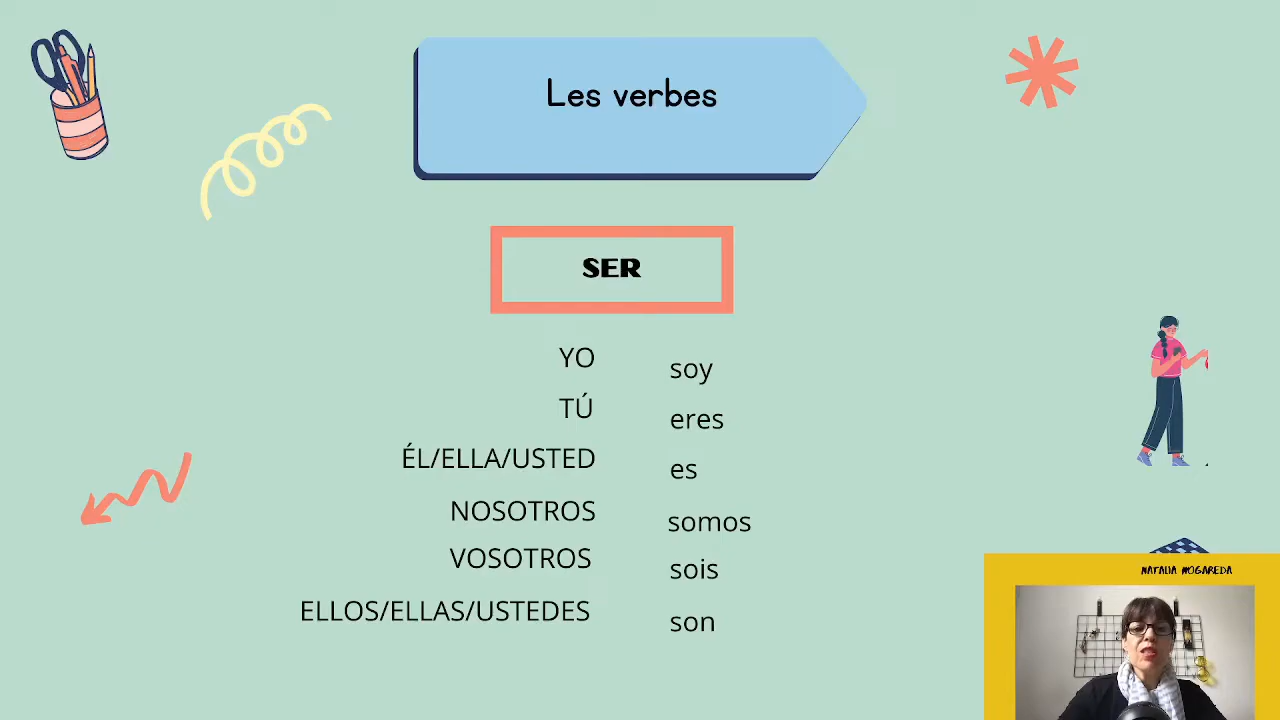 Les verbes
SER
YO soy
TÚ eres
ÉL/ELLA/USTED es
NOSOTROS somos
VOSOTROS sois
ELLOS/ELLAS/USTEDES son
NATALIA NOGAREDA